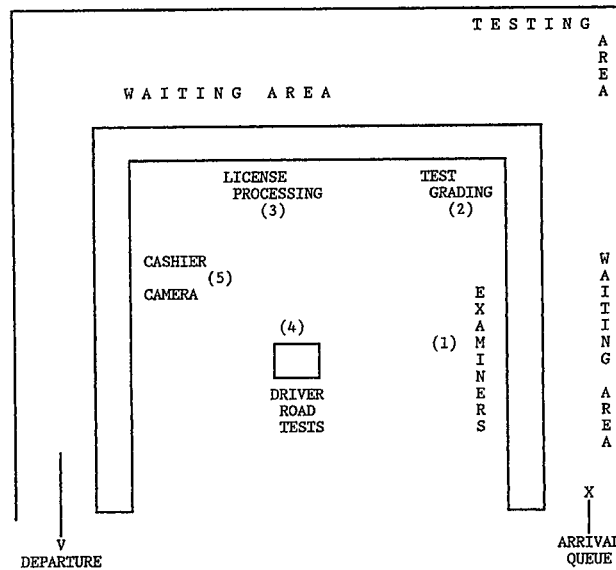 TESTING
AREA
WAITING AREA
LICENSE
PROCESSING
(3)
TEST
GRADING
(2)
CASHIER
(5)
CAMERA
WAITING AREA
EXAMINERS
(1)
(4)
DRIVER
ROAD
TESTS
X
V
DEPARTURE
ARRIVAL
QUEUE